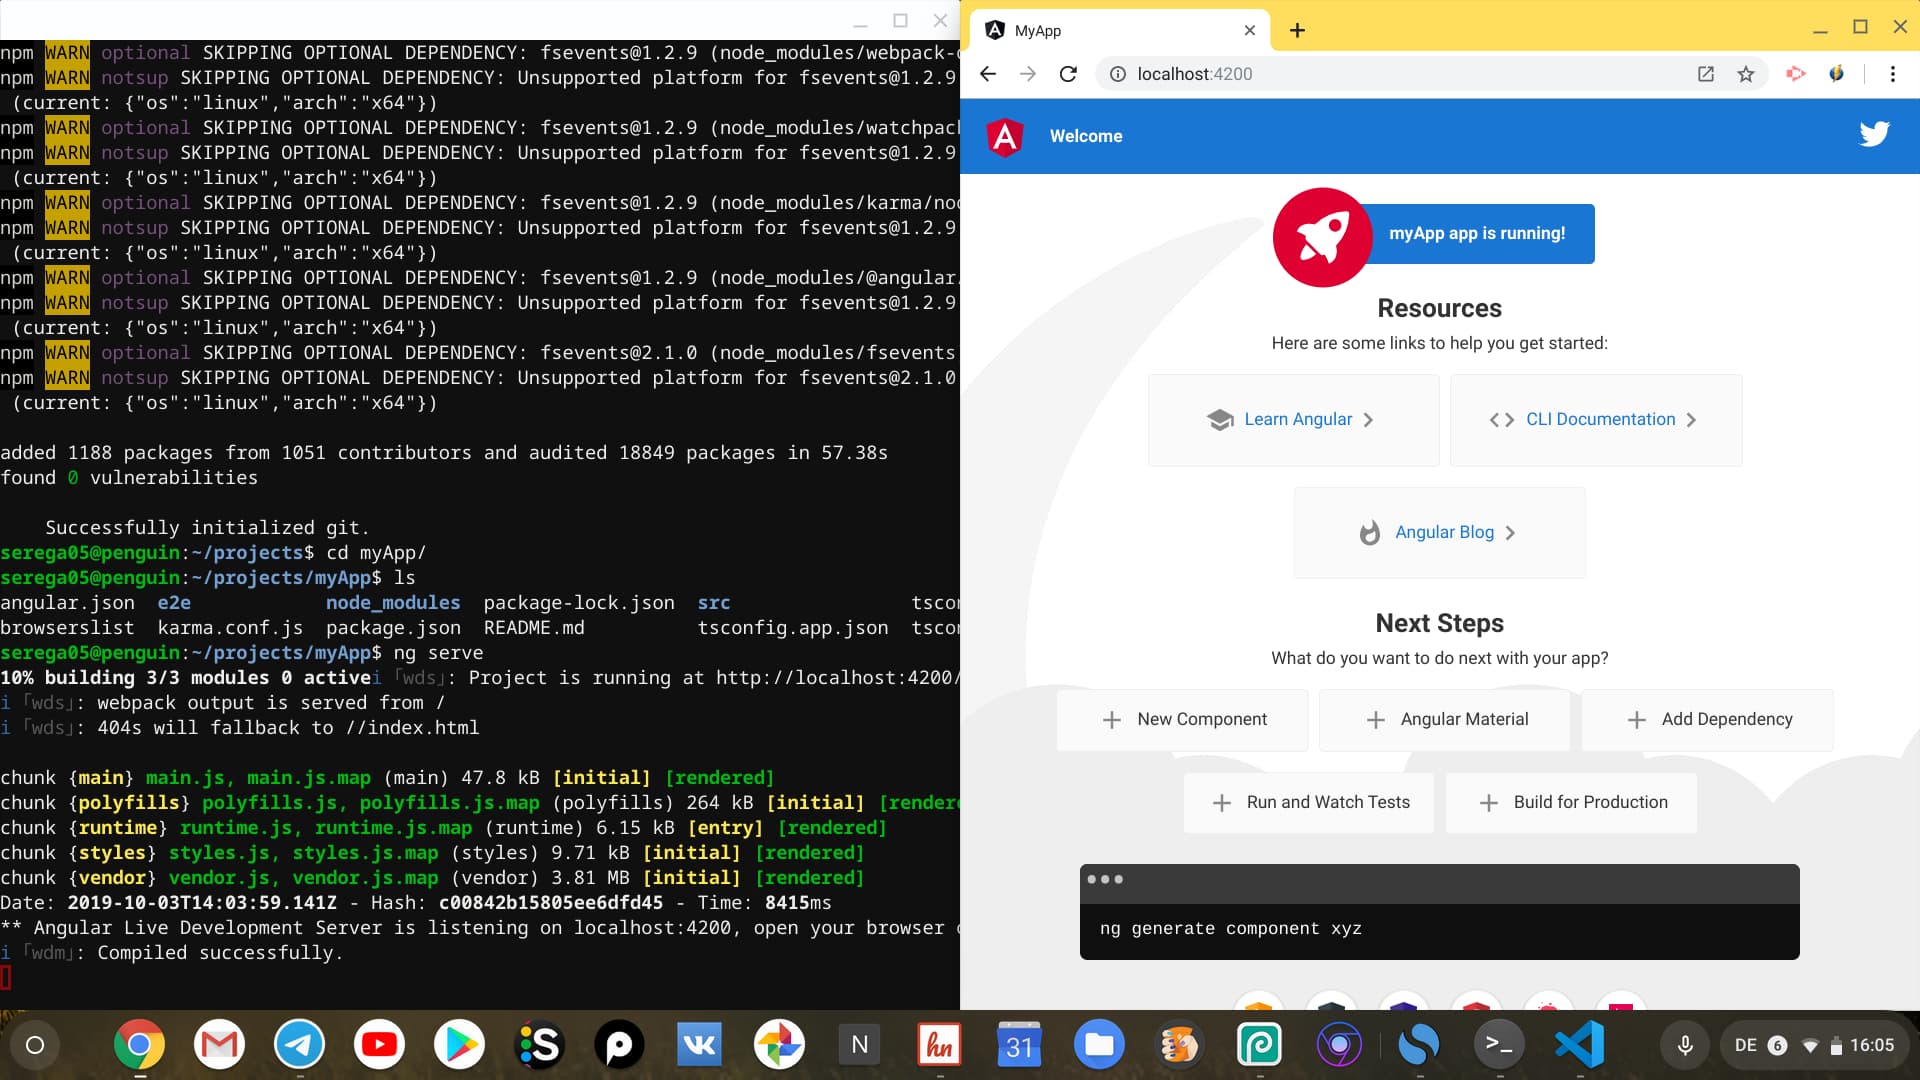 npm WARN optional SKIPPING OPTIONAL DEPENDENCY: fsevents@1.2.9 (node_modules/webpack-
npm WARN notsup SKIPPING OPTIONAL DEPENDENCY: Unsupported platform for fsevents@1.2.9
(current: {"os":"linux","arch":"x64"})
npm WARN optional SKIPPING OPTIONAL DEPENDENCY: fsevents@1.2.9 (node_modules/watchpac
npm WARN notsup SKIPPING OPTIONAL DEPENDENCY: Unsupported platform for fsevents@1.2.9
(current: {"os":"linux","arch":"x64"})
npm WARN optional SKIPPING OPTIONAL DEPENDENCY: fsevents@1.2.9 (node_modules/karma/no
npm WARN notsup SKIPPING OPTIONAL DEPENDENCY: Unsupported platform for fsevents@1.2.9
(current: {"os":"linux","arch":"x64"})
npm WARN optional SKIPPING OPTIONAL DEPENDENCY: fsevents@1.2.9 (node_modules/@angular
npm WARN notsup SKIPPING OPTIONAL DEPENDENCY: Unsupported platform for fsevents@1.2.9
(current: {"os":"linux","arch":"x64"})
npm WARN optional SKIPPING OPTIONAL DEPENDENCY: fsevents@2.1.0 (node_modules/fsevents
npm WARN notsup SKIPPING OPTIONAL DEPENDENCY: Unsupported platform for fsevents@2.1.0
(current: {"os":"linux","arch":"x64"})
added 1188 packages from 1051 contributors and audited 18849 packages in 57.38s
found 0 vulnerabilities
Successfully initialized git.
serega05@penguin:~/projects$ cd myApp/
serega05@penguin:~/projects/myApp$ ls
angular.json e2e node_modules package-lock.json src tscon
browserslist karma.conf.js package.json README.md tsconfig.app.json tscon
serega05@penguin:~/projects/myApp$ ng serve
10% building 3/3 modules 0 activei ｢wds｣: Project is running at http://localhost:4200/
i ｢wds｣: webpack output is served from /
i ｢wds｣: 404s will fallback to //index.html
chunk {main} main.js, main.js.map (main) 47.8 kB [initial] [rendered]
chunk {polyfills} polyfills.js, polyfills.js.map (polyfills) 264 kB [initial] [rendere
chunk {runtime} runtime.js, runtime.js.map (runtime) 6.15 kB [entry] [rendered]
chunk {styles} styles.js, styles.js.map (styles) 9.71 kB [initial] [rendered]
chunk {vendor} vendor.js, vendor.js.map (vendor) 3.81 MB [initial] [rendered]
Date: 2019-10-03T14:03:59.141Z - Hash: c00842b15805ee6dfd45 - Time: 8415ms
** Angular Live Development Server is listening on localhost:4200, open your browser
i ｢wdm｣: Compiled successfully.
MyApp
localhost:4200
A Welcome
myApp app is running!
Resources
Here are some links to help you get started:
Learn Angular
CLI Documentation
Angular Blog
Next Steps
What do you want to do next with your app?
New Component
Angular Material
Add Dependency
Run and Watch Tests
Build for Production
ng generate component xyz
S
N
hn
31
DE 6 16:05